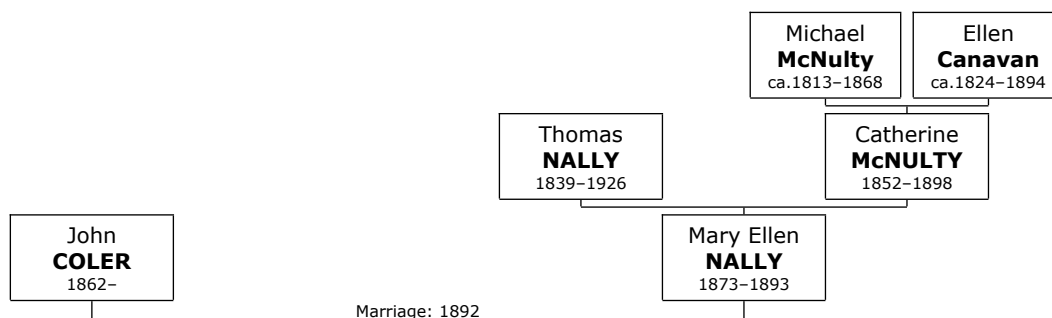 Michael
McNulty
ca.1813–1868
Ellen
Canavan
ca.1824–1894
Thomas
NALLY
1839–1926
Catherine
McNULTY
1852–1898
John
COLER
1862–
Mary Ellen
NALLY
1873–1893
Marriage: 1892